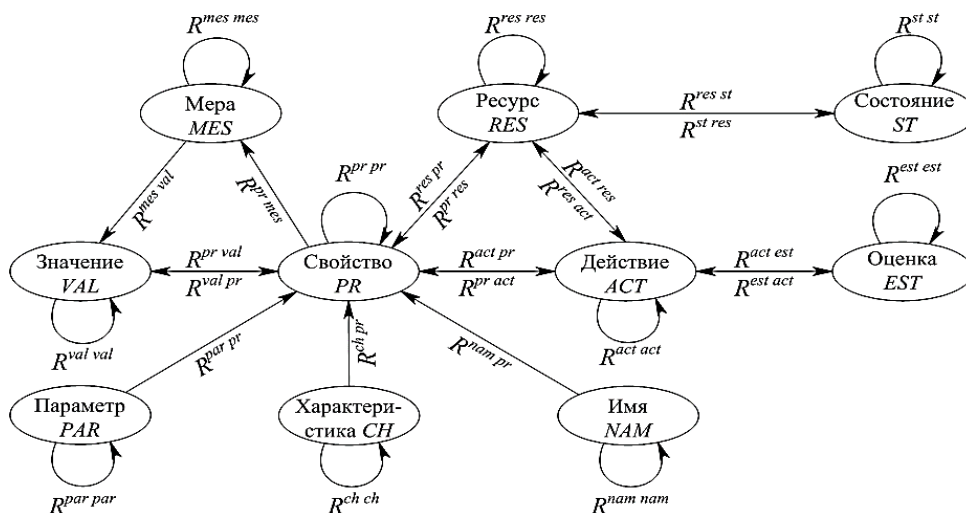 R^{mes mes}
R^{res res}
R^{st st}
Мера
MES
Ресурс
RES
R^{res st}
R^{st res}
Состояние
ST
R^{mes val}
R^{pr mes}
R^{pr pr}
R^{res pr}
R^{pr res}
R^{act res}
R^{res act}
R^{est est}
Значение
VAL
R^{pr val}
R^{val pr}
Свойство
PR
R^{act pr}
R^{pr act}
Действие
ACT
R^{act est}
R^{est act}
Оценка
EST
R^{val val}
R^{par pr}
R^{ch pr}
R^{nam pr}
R^{act act}
Параметр
PAR
Характери-
стика CH
Имя
NAM
R^{par par}
R^{ch ch}
R^{nam nam}